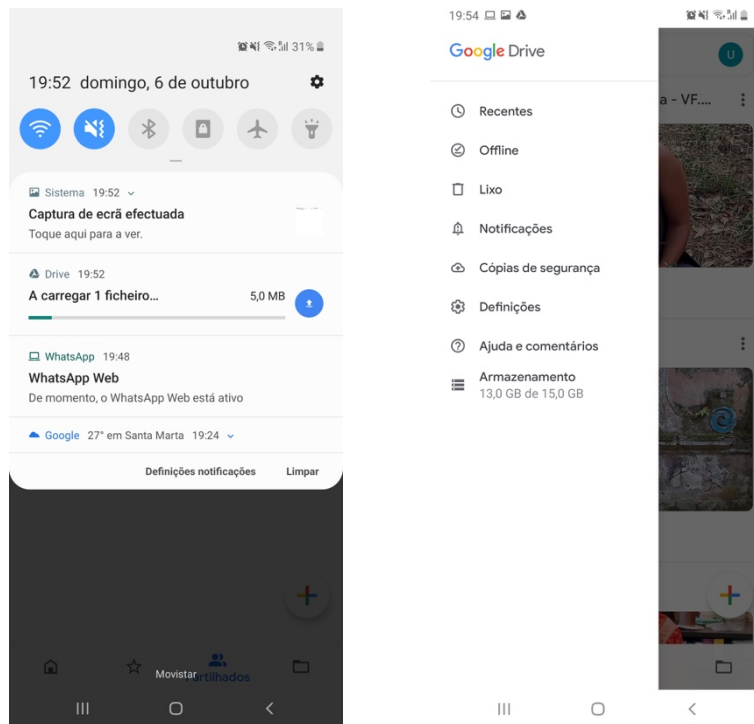 31%
19:52 domingo, 6 de outubro
Sistema 19:52
Captura de ecrã efectuada
Toque aqui para a ver.
Drive 19:52
A carregar 1 ficheiro... 5,0 MB
WhatsApp 19:48
WhatsApp Web
De momento, o WhatsApp Web está ativo
Google 27° em Santa Marta 19:24
Definições notificações Limpar
Movistar
Partilhados
19:54
Google Drive
U
a - VF....
Recentes
Offline
Lixo
Notificações
Cópias de segurança
Definições
Ajuda e comentários
Armazenamento
13,0 GB de 15,0 GB